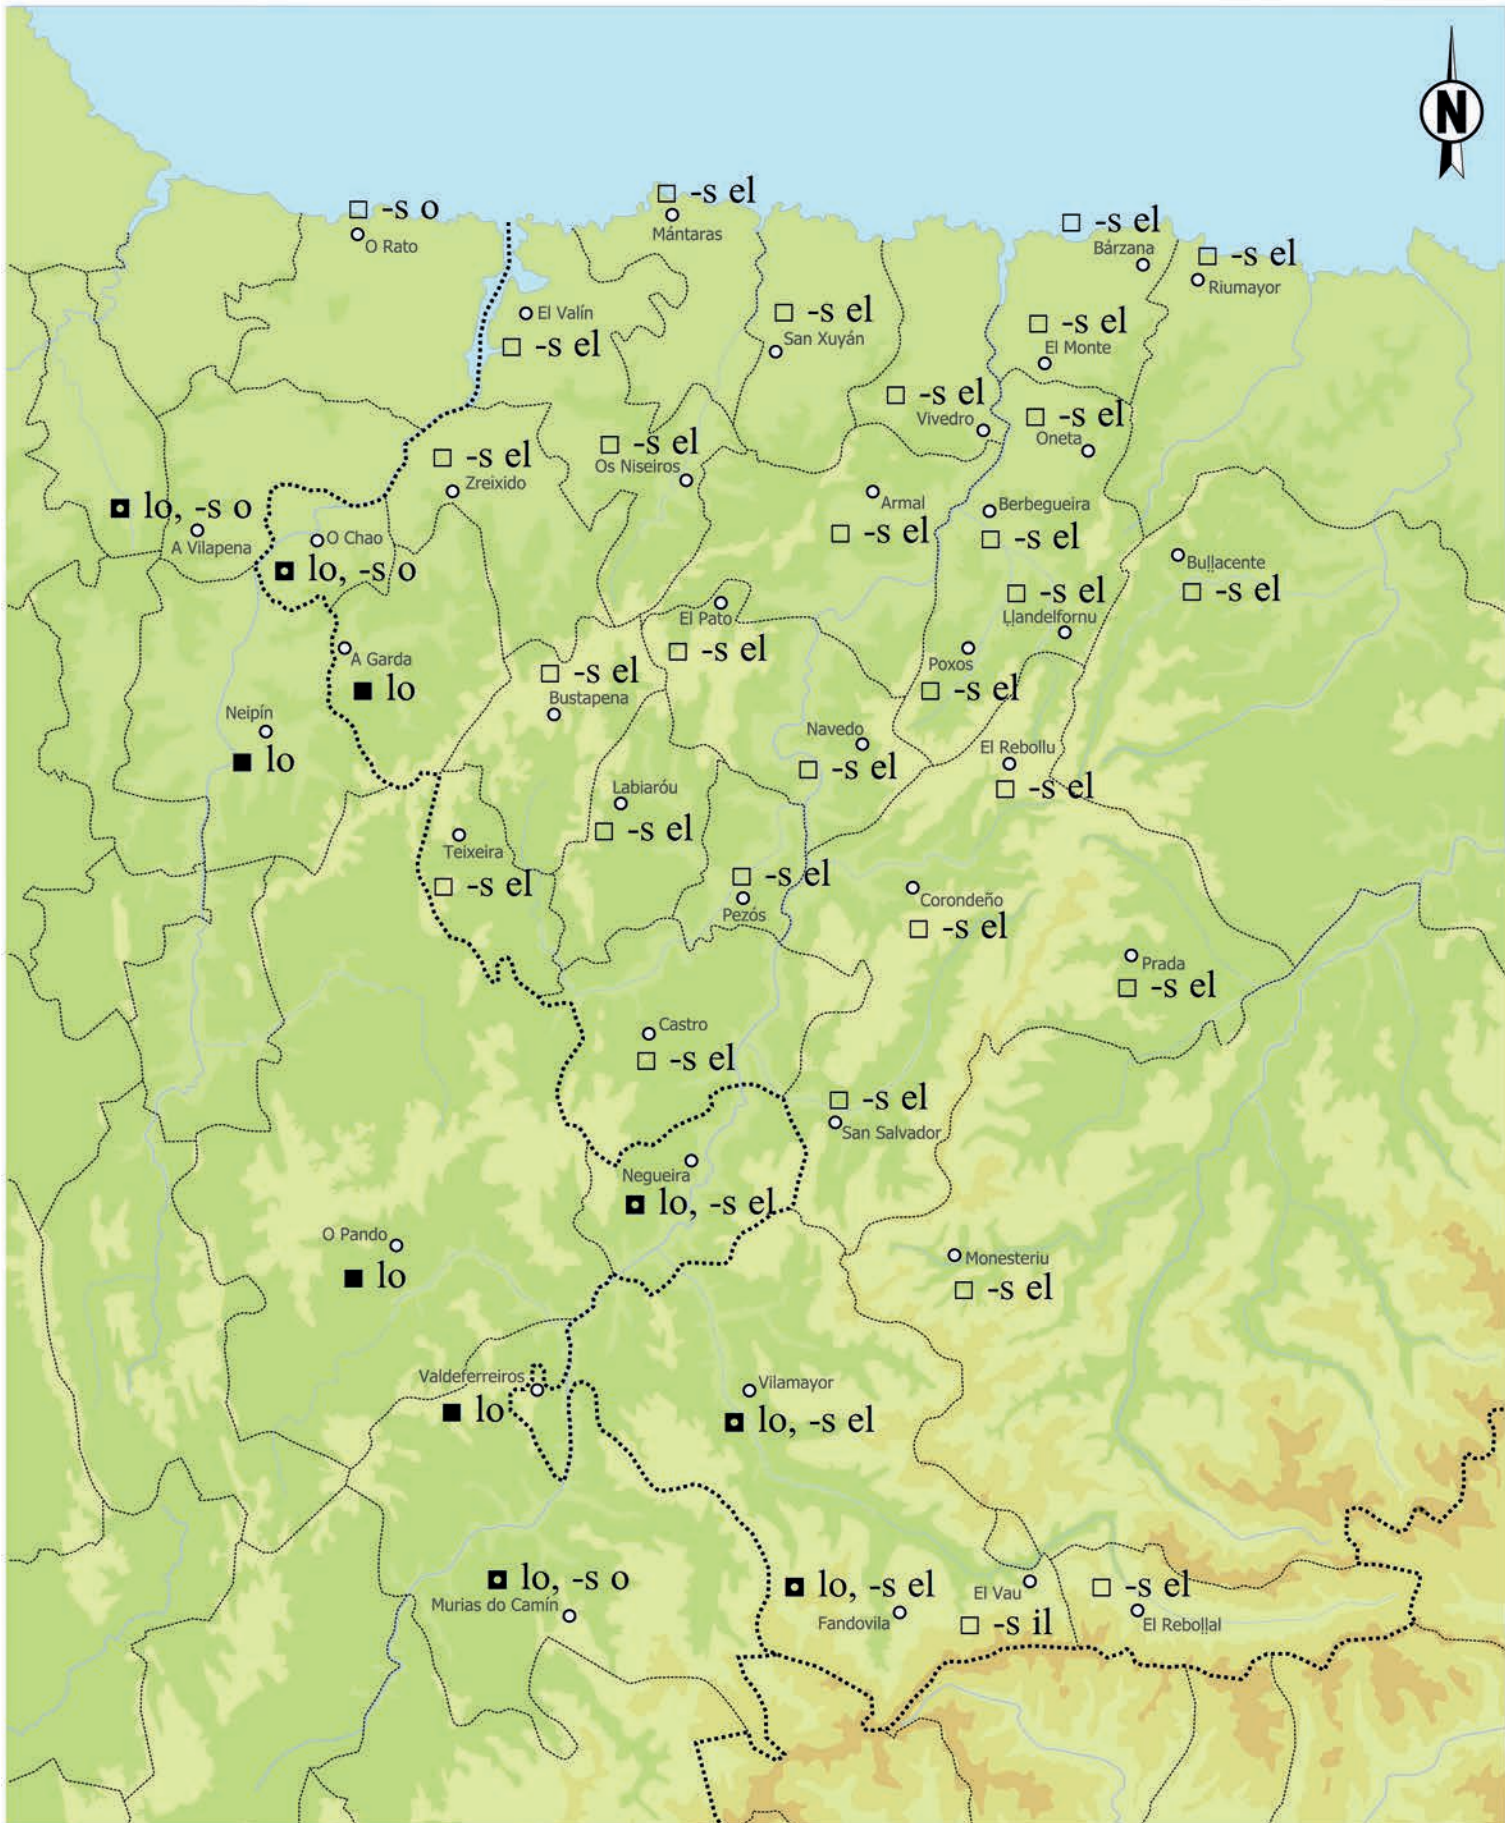 N
□ -s o
O Rato
□ -s el
Mántaras
□ -s el
Bárzana
□ -s el
Riumayor
El Valín
□ -s el
□ -s el
San Xuyán
□ -s el
El Monte
□ -s el
Vivedro
□ -s el
Oneta
□ -s el
Zreixido
□ -s el
Os Niseiros
Armal
□ -s el
Berbegueira
□ -s el
lo, -s o
A Vilapena
O Chao
lo, -s o
Buḷḷacente
□ -s el
□ -s el
Ḷḷandelfornu
El Pato
□ -s el
A Garda
■ lo
□ -s el
Bustapena
Poxos
□ -s el
Neipín
■ lo
Navedo
□ -s el
El Rebollu
□ -s el
Labiaróu
□ -s el
Teixeira
□ -s el
□ -s el
Pezós
Corondeño
□ -s el
Prada
□ -s el
Castro
□ -s el
□ -s el
San Salvador
Negueira
lo, -s el
O Pando
■ lo
Monesteriu
□ -s el
Valdeferreiros
■ lo
Vilamayor
lo, -s el
lo, -s o
Murias do Camín
lo, -s el
Fandovila
El Vau
□ -s il
□ -s el
El Reboḷḷal